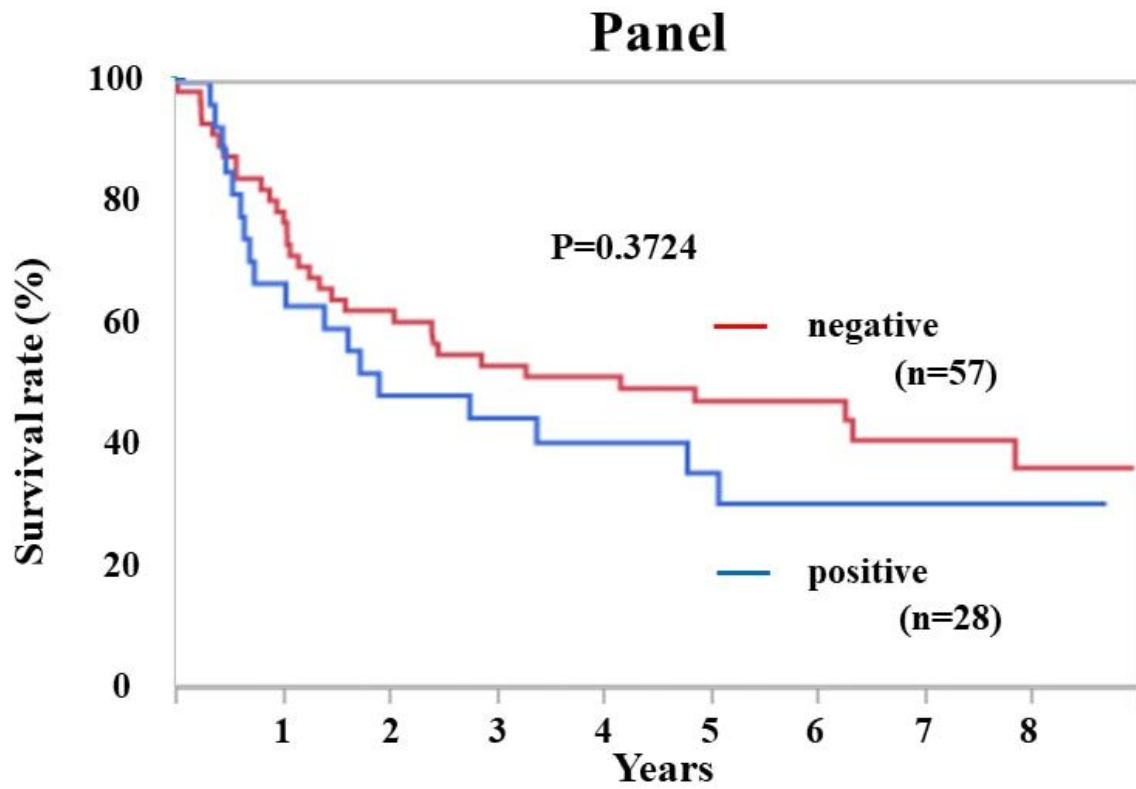 Panel
100
80
60
40
20
0
Survival rate (%)
P=0.3724
negative
(n=57)
positive
(n=28)
1 2 3 4 5 6 7 8
Years